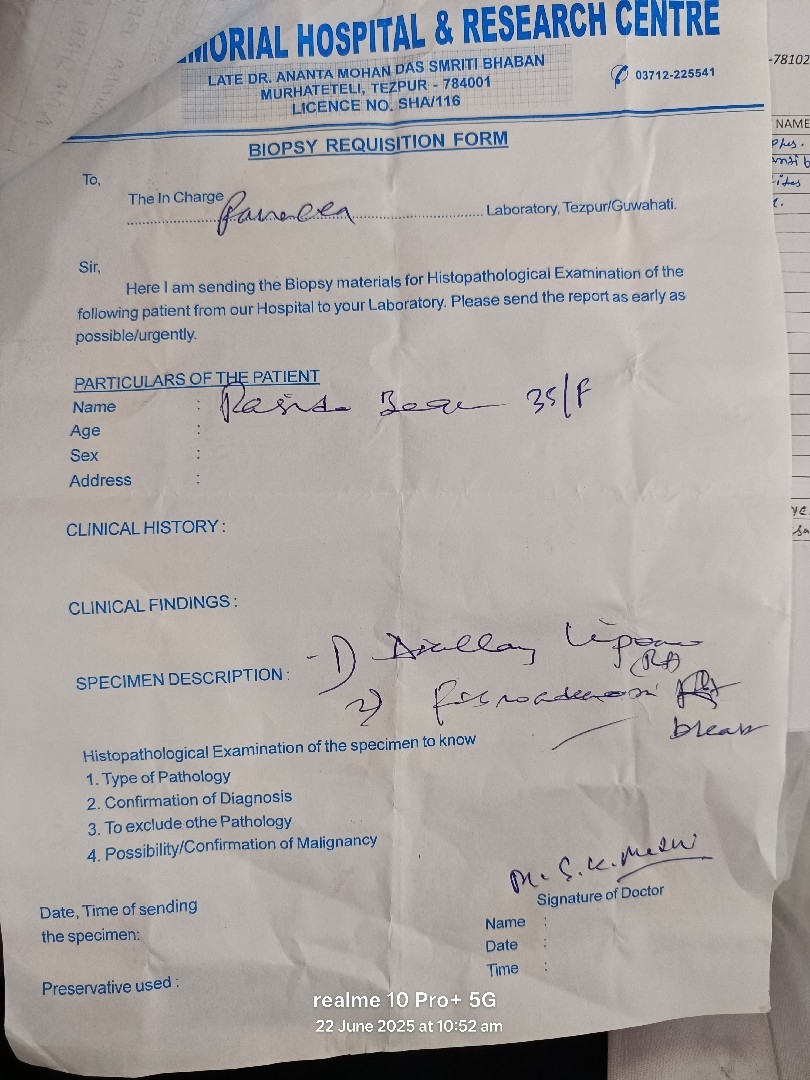 MORIAL HOSPITAL & RESEARCH CENTRE
LATE DR. ANANTA MOHAN DAS SMRITI BHABAN
MURHATETELI, TEZPUR - 784001
LICENCE NO. SHA/116
03712-225541
BIOPSY REQUISITION FORM
To,
The In Charge
Laboratory, Tezpur/Guwahati.
Sir,
Here I am sending the Biopsy materials for Histopathological Examination of the
following patient from our Hospital to your Laboratory. Please send the report as early as
possible/urgently.
PARTICULARS OF THE PATIENT
Name : 35/F
Age :
Sex :
Address :
CLINICAL HISTORY :
CLINICAL FINDINGS :
SPECIMEN DESCRIPTION : 1) Axillary Lipoma
(Rt)
2) fibroadenoma
breast
Histopathological Examination of the specimen to know
1. Type of Pathology
2. Confirmation of Diagnosis
3. To exclude othe Pathology
4. Possibility/Confirmation of Malignancy
S. K.
Signature of Doctor
Date, Time of sending
the specimen:
Name :
Date :
Time :
Preservative used :
realme 10 Pro+ 5G
22 June 2025 at 10:52 am
-78102
NAME